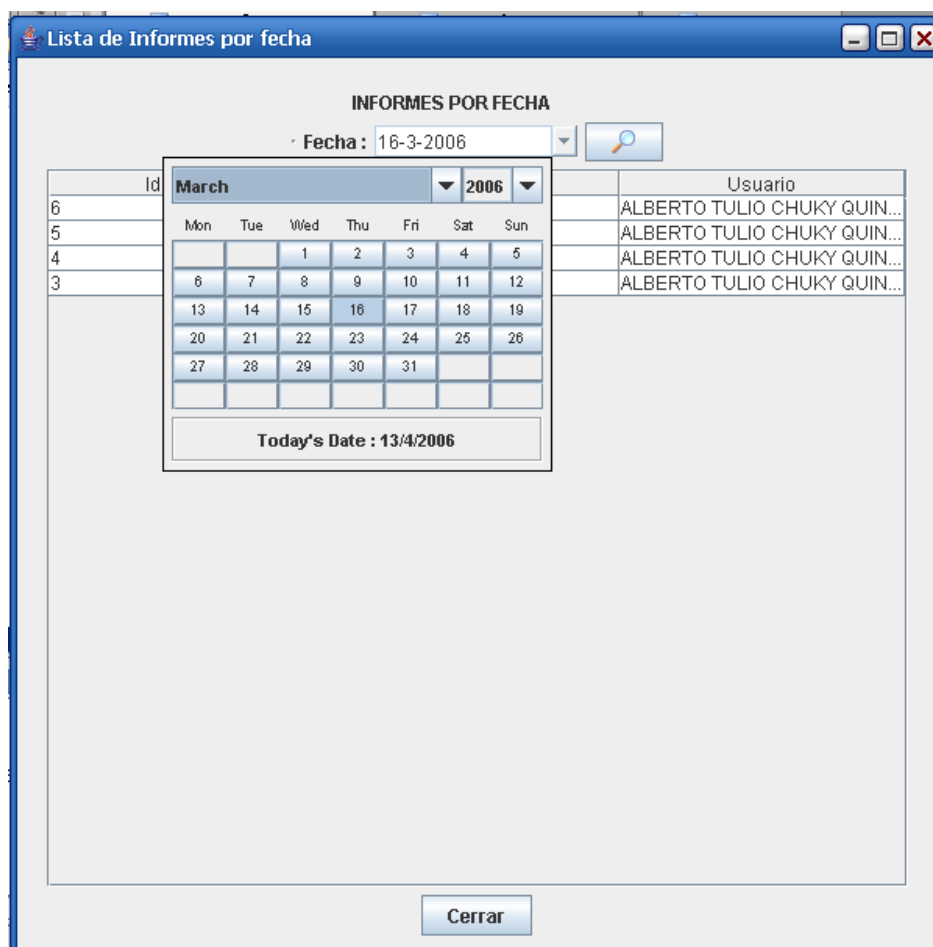 Lista de Informes por fecha
INFORMES POR FECHA
Fecha : 16-3-2006
Id Usuario
6 ALBERTO TULIO CHUKY QUIN...
5 ALBERTO TULIO CHUKY QUIN...
4 ALBERTO TULIO CHUKY QUIN...
3 ALBERTO TULIO CHUKY QUIN...
March 2006
Mon Tue Wed Thu Fri Sat Sun
1 2 3 4 5
6 7 8 9 10 11 12
13 14 15 16 17 18 19
20 21 22 23 24 25 26
27 28 29 30 31
Today's Date : 13/4/2006
Cerrar